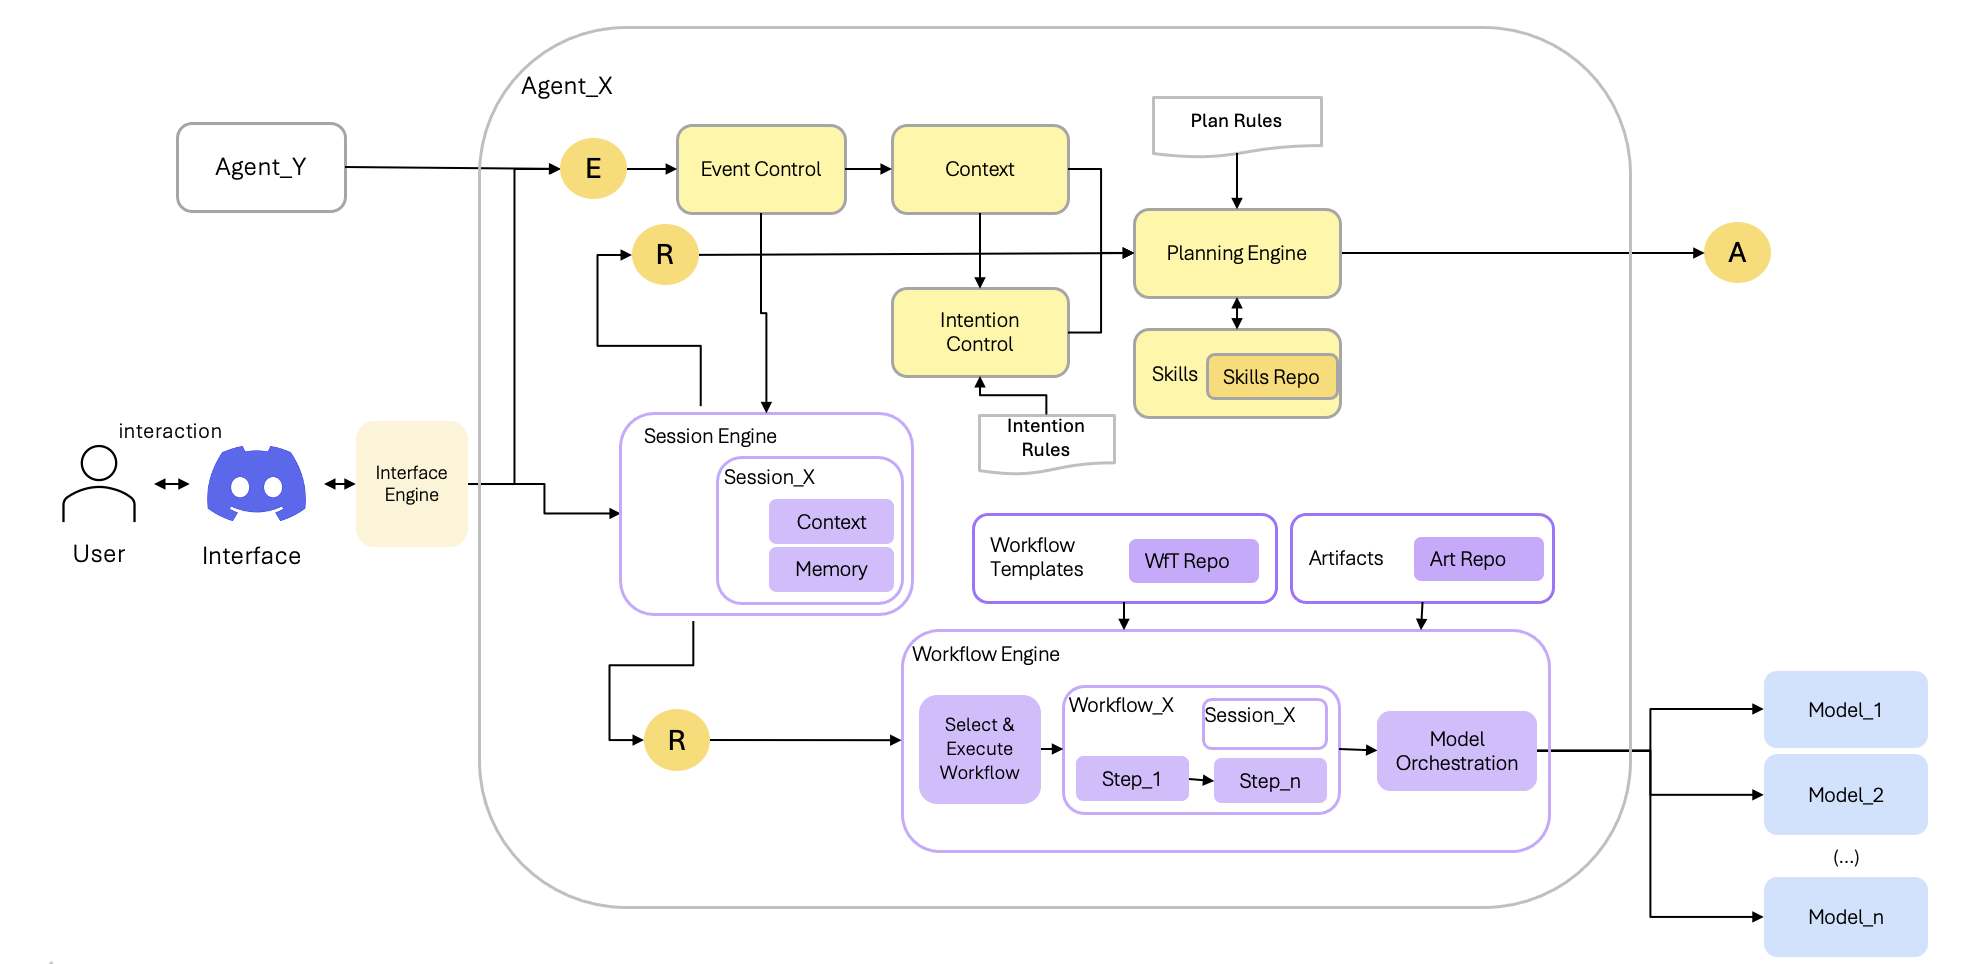 Agent_X
Plan Rules
Agent_Y
E
Event Control
Context
R
Planning Engine
A
Intention
Control
Skills
Skills Repo
Intention
Rules
interaction
User
Interface
Interface
Engine
Session Engine
Session_X
Context
Memory
Workflow
Templates
WfT Repo
Artifacts
Art Repo
Workflow Engine
R
Select &
Execute
Workflow
Workflow_X
Session_X
Step_1
Step_n
Model
Orchestration
Model_1
Model_2
(...)
Model_n